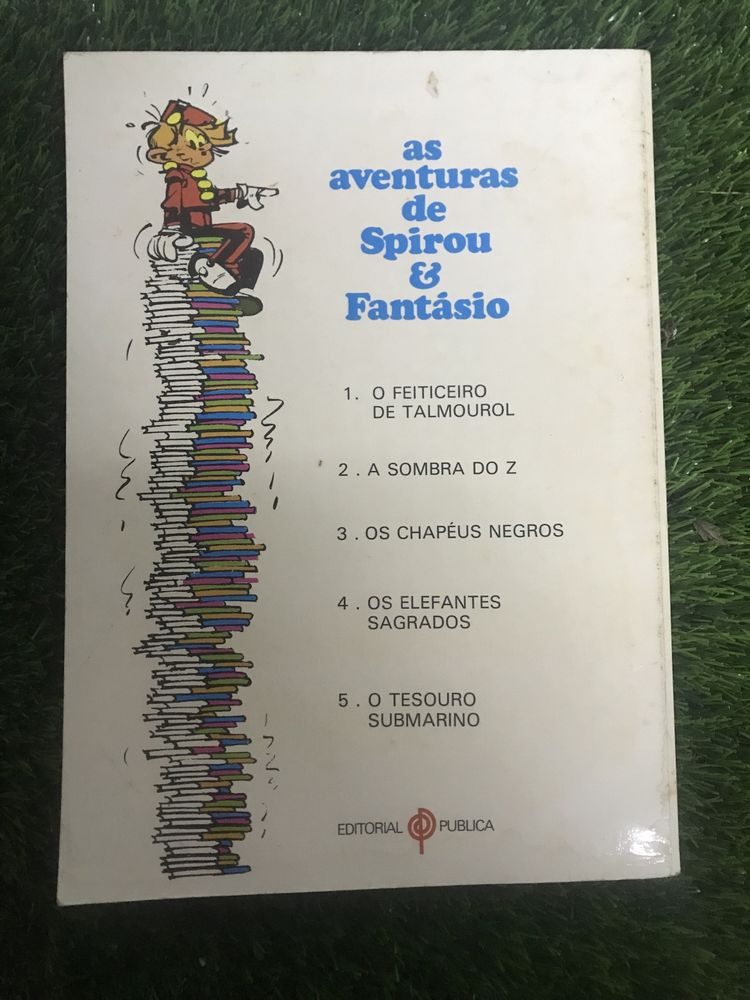 as
aventuras
de
Spirou
&
Fantásio
1. O FEITICEIRO
DE TALMOUROL
2. A SOMBRA DO Z
3. OS CHAPÉUS NEGROS
4. OS ELEFANTES
SAGRADOS
5. O TESOURO
SUBMARINO
EDITORIAL PUBLICA